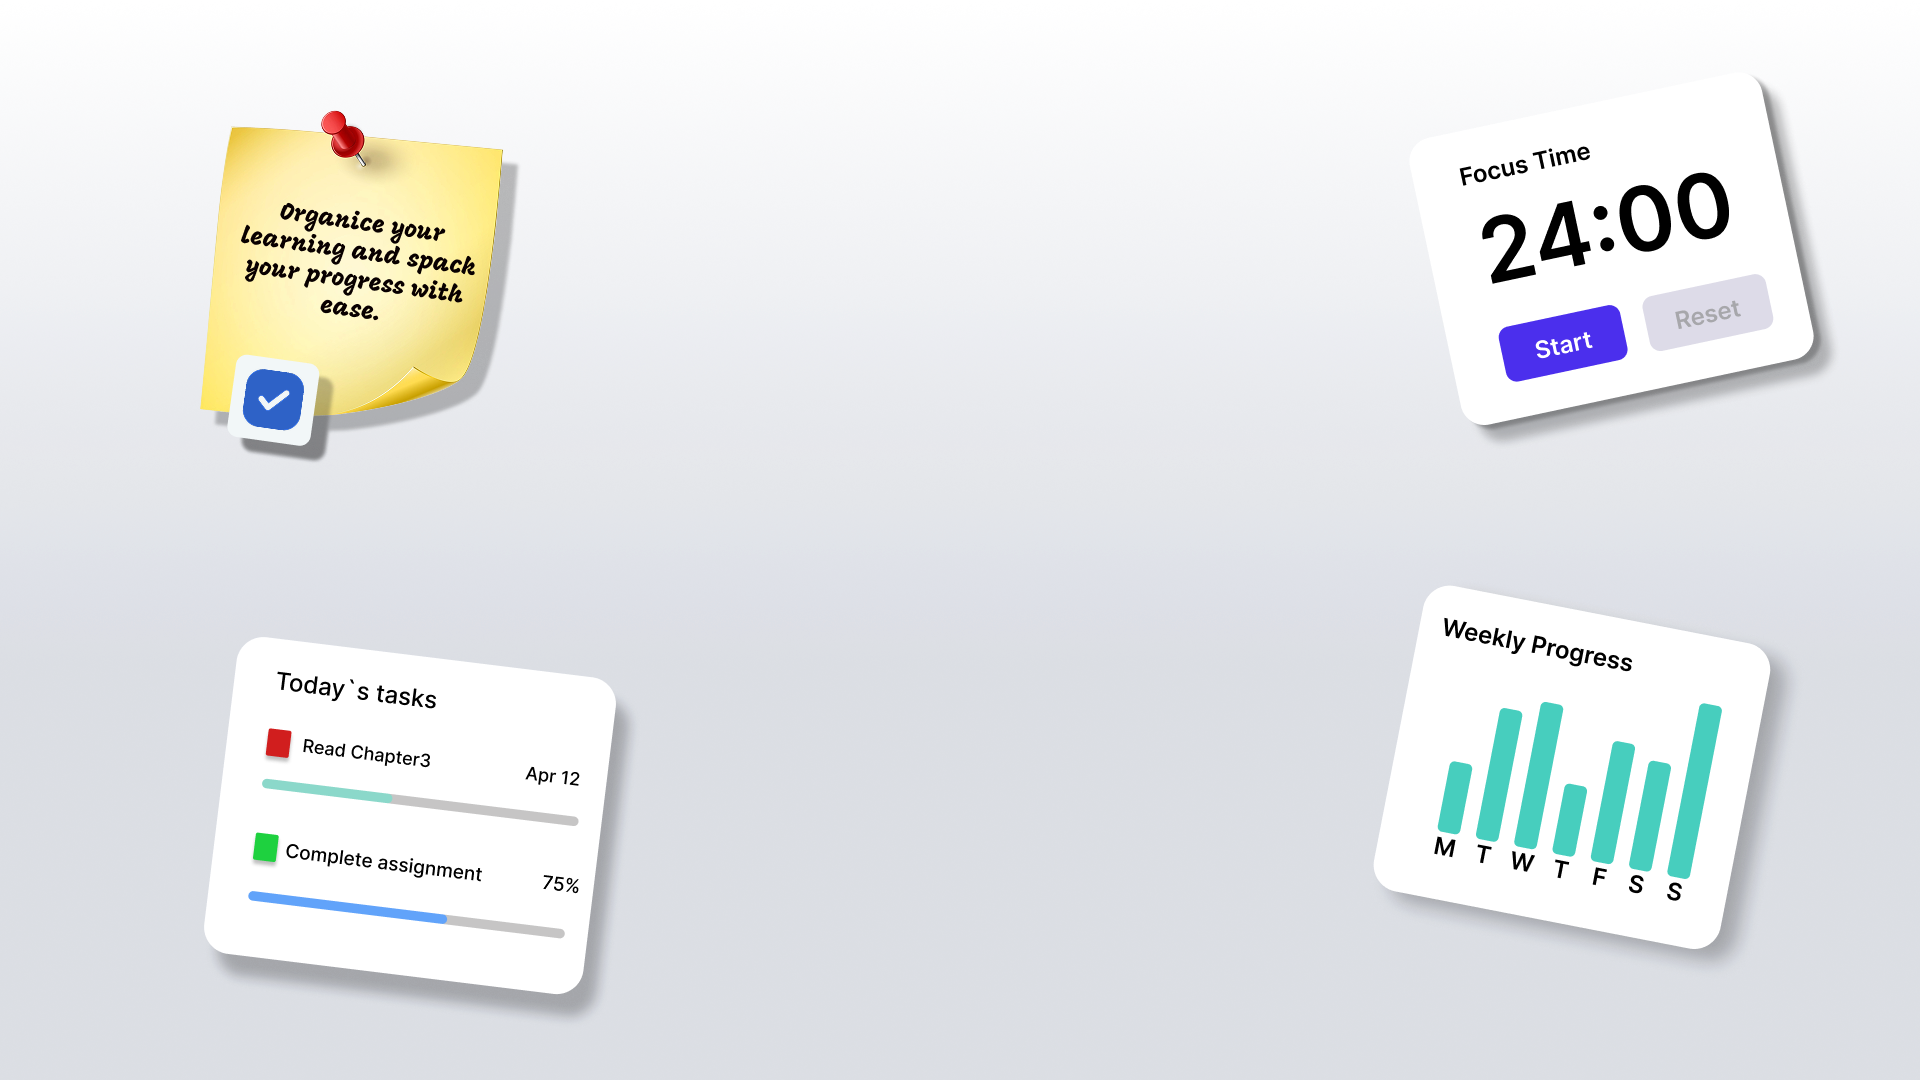 Organice your
Learning and spack
your progress with
ease.
Focus Time
24:00
Start
Reset
Today`s tasks
Read Chapter3
Apr 12
Complete assignment
75%
Weekly Progress
M T W T F S S